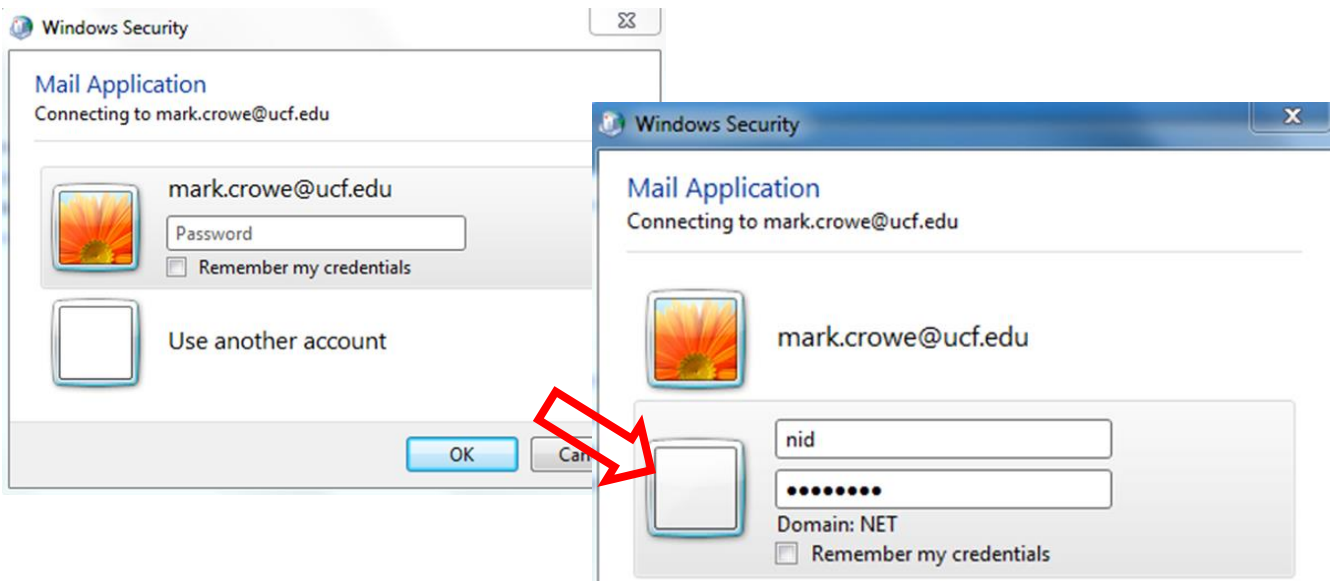 Windows Security
Mail Application
Connecting to mark.crowe@ucf.edu
mark.crowe@ucf.edu
Password
Remember my credentials
Use another account
OK
Windows Security
Mail Application
Connecting to mark.crowe@ucf.edu
mark.crowe@ucf.edu
nid
••••••••
Domain: NET
Remember my credentials